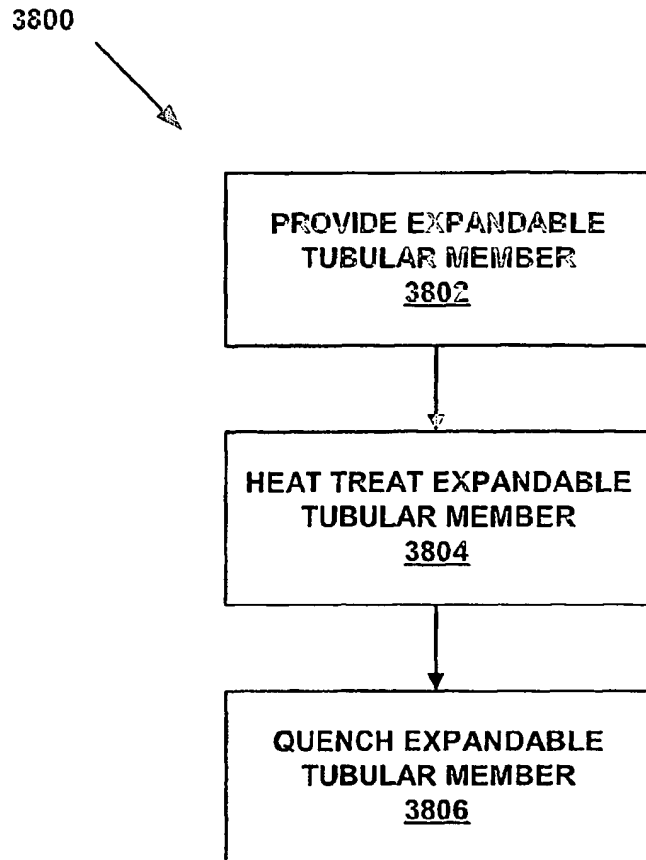 3800
PROVIDE EXPANDABLE
TUBULAR MEMBER
3802
HEAT TREAT EXPANDABLE
TUBULAR MEMBER
3804
QUENCH EXPANDABLE
TUBULAR MEMBER
3806